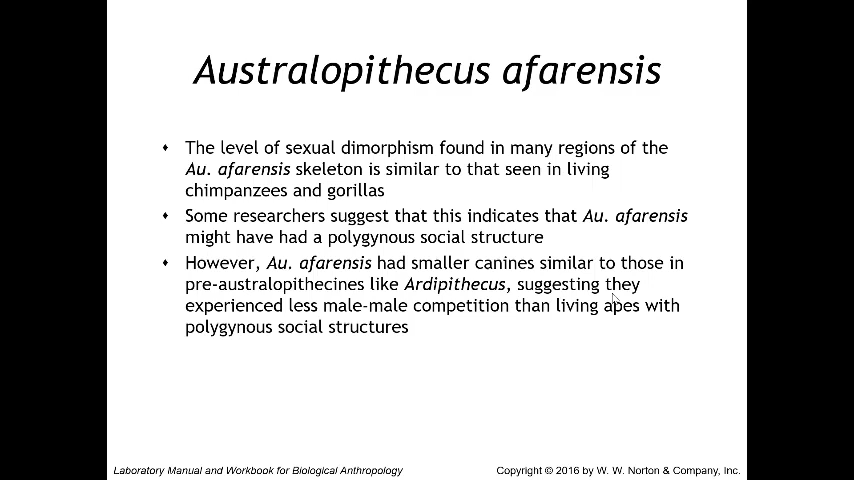 Australopithecus afarensis
The level of sexual dimorphism found in many regions of the
Au. afarensis skeleton is similar to that seen in living
chimpanzees and gorillas
Some researchers suggest that this indicates that Au. afarensis
might have had a polygynous social structure
However, Au. afarensis had smaller canines similar to those in
pre-australopithecines like Ardipithecus, suggesting they
experienced less male-male competition than living apes with
polygynous social structures
Laboratory Manual and Workbook for Biological Anthropology
Copyright © 2016 by W. W. Norton & Company, Inc.